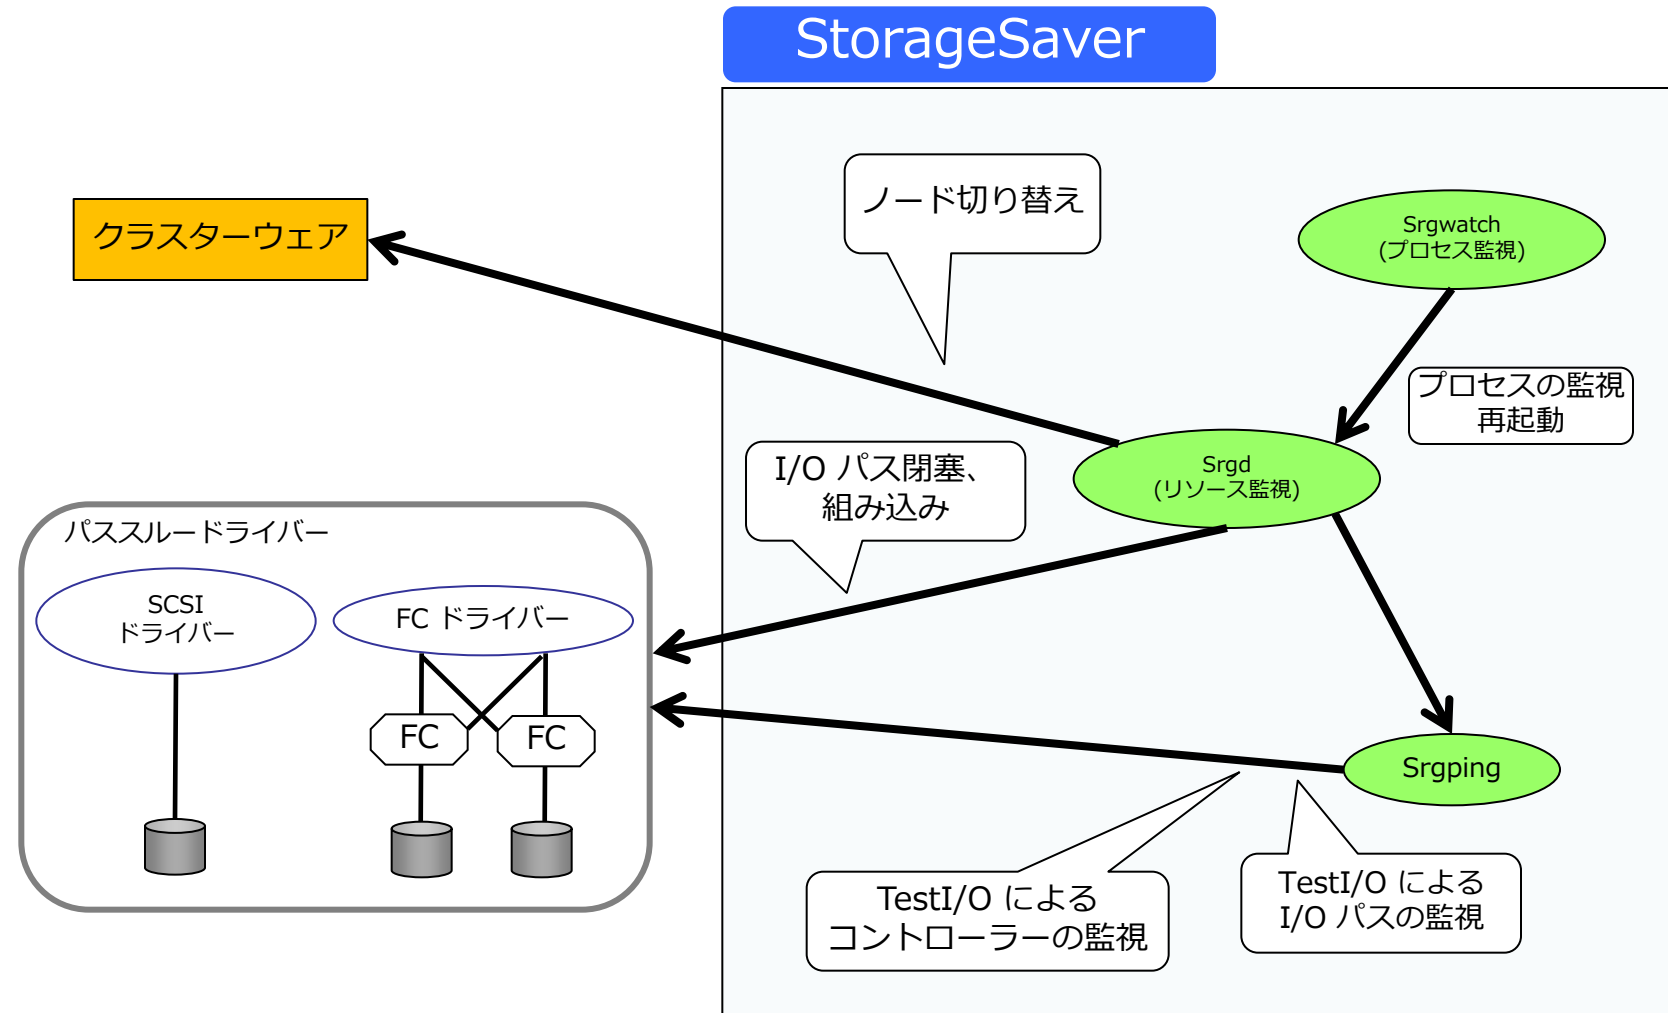 StorageSaver
ノード切り替え
クラスターウェア
Srgwatch
(プロセス監視)
プロセスの監視
再起動
I/O パス閉塞、
組み込み
Srgd
(リソース監視)
パススルードライバー
SCSI
ドライバー
FC ドライバー
FC
FC
Srgping
TestI/O による
コントローラーの監視
TestI/O による
I/O パスの監視